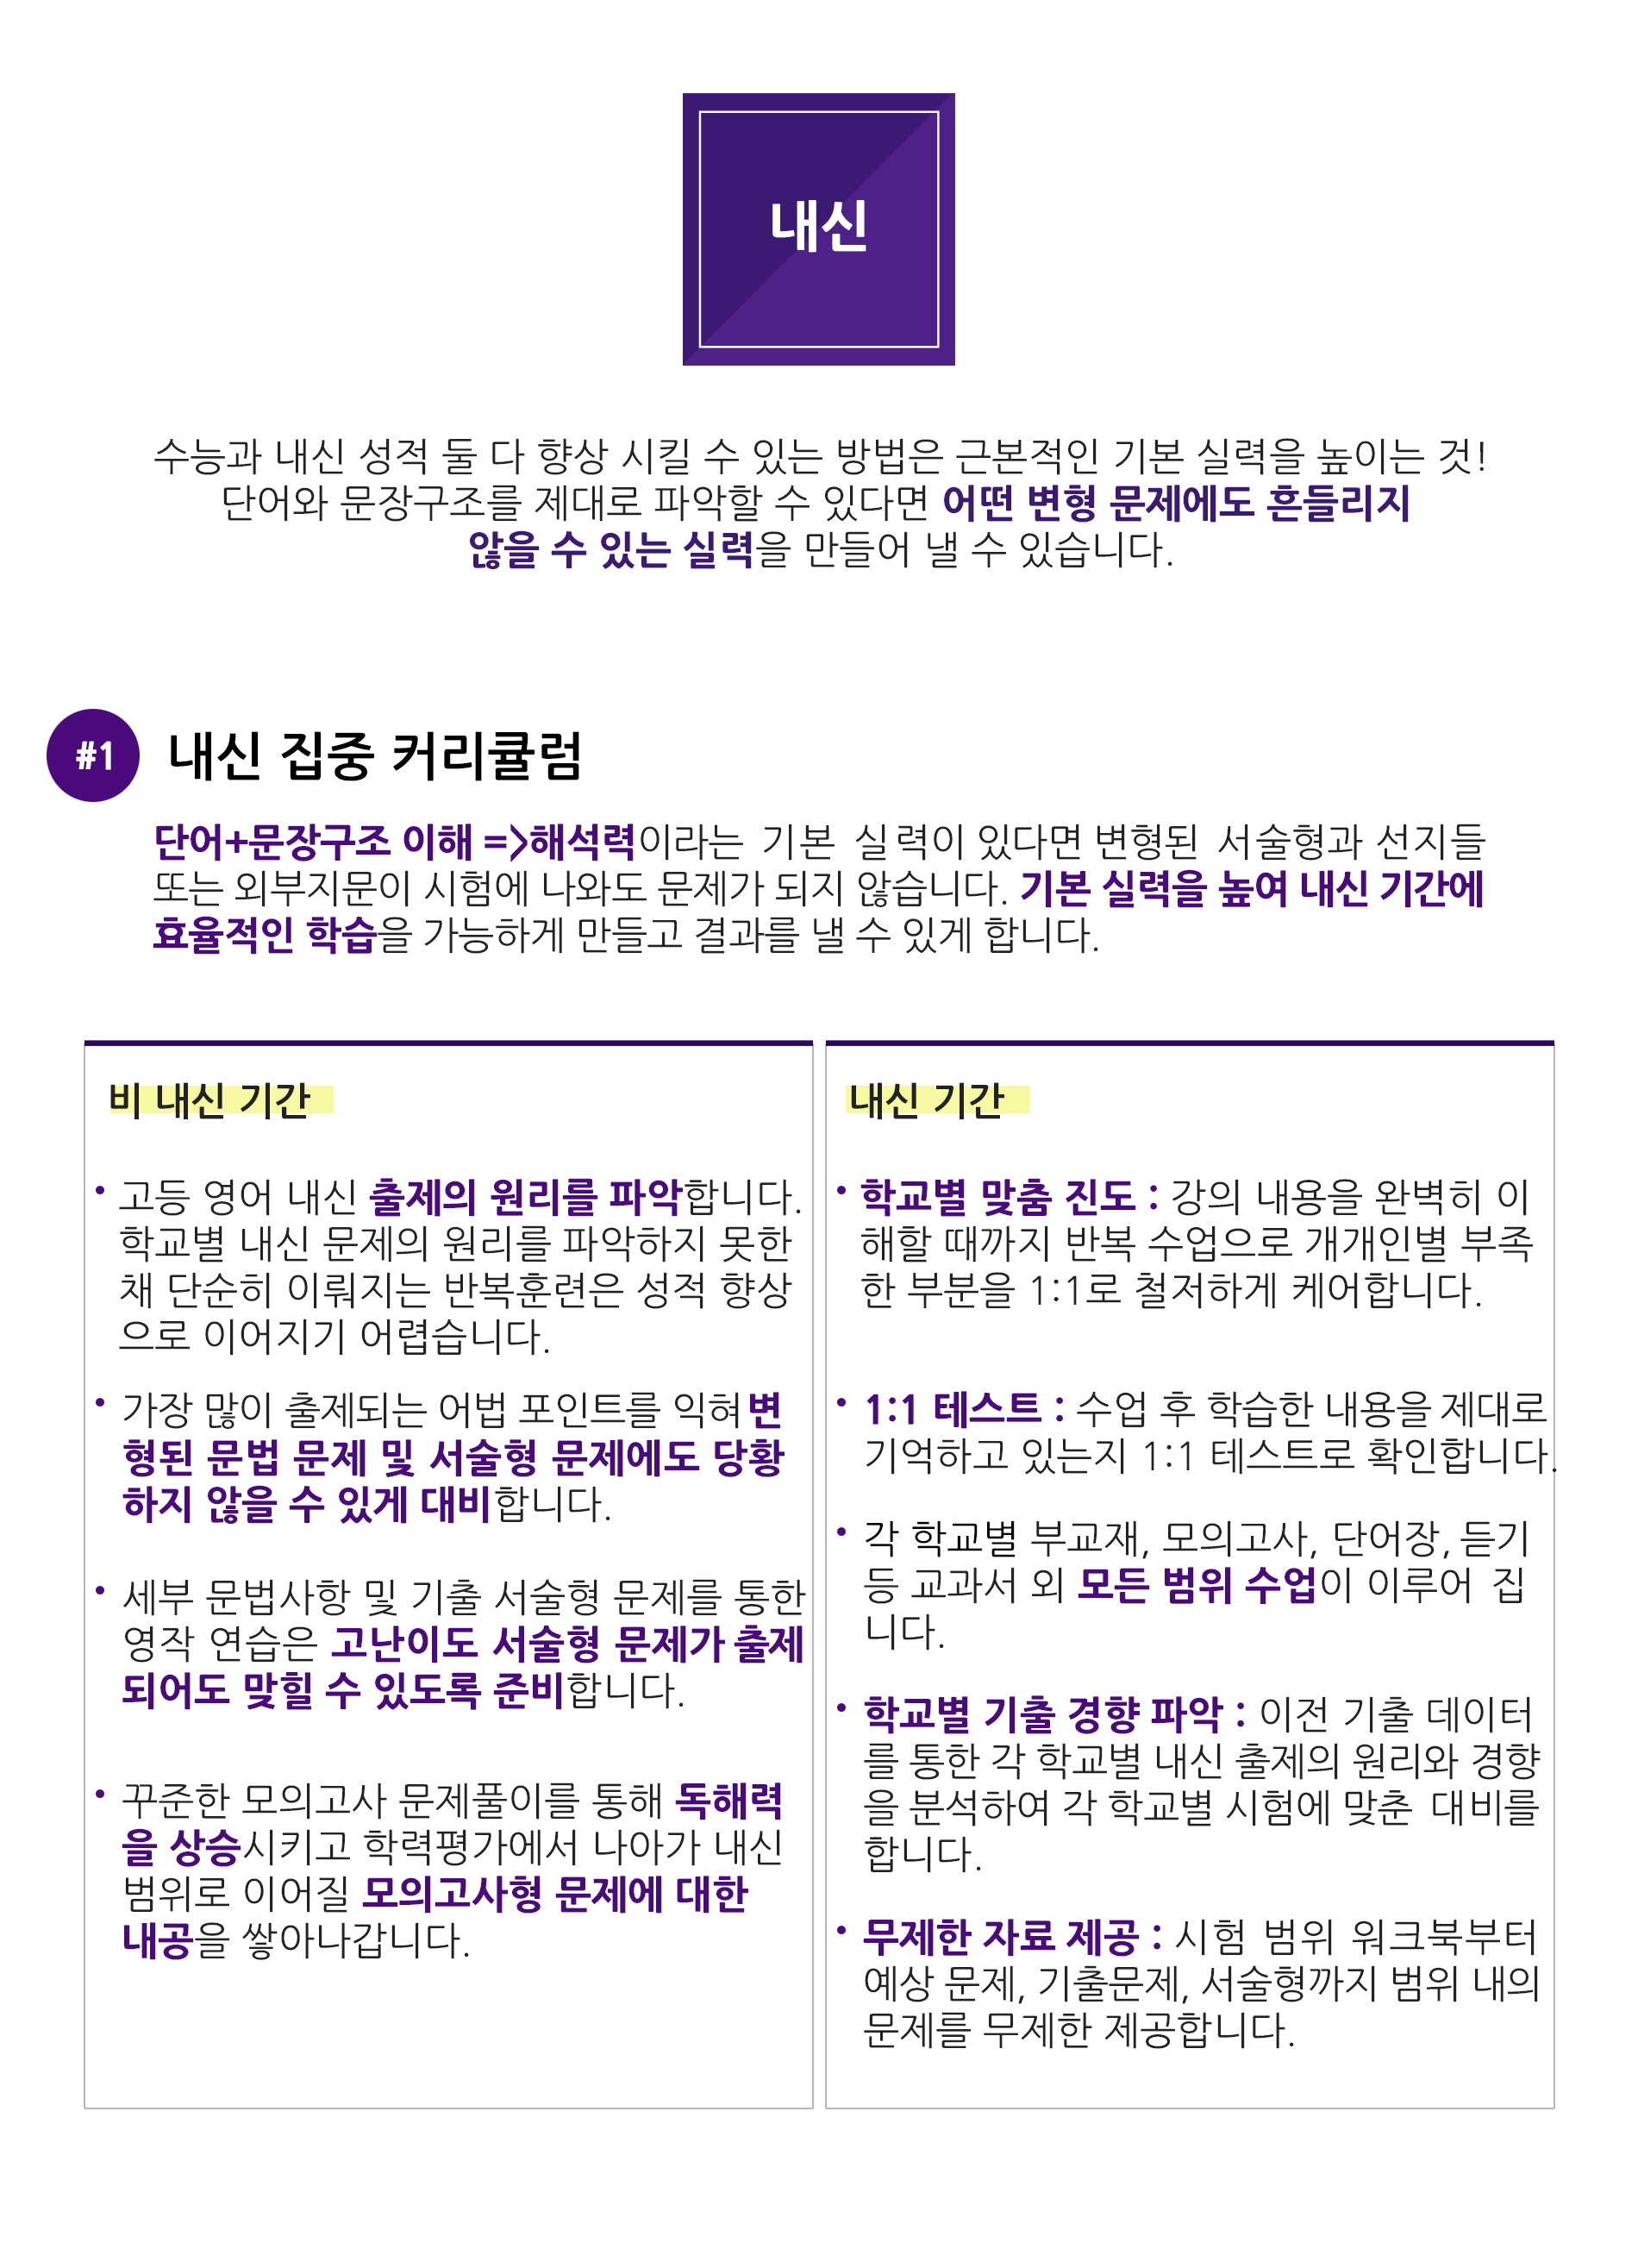 내신
수능과 내신 성적 둘 다 향상 시킬 수 있는 방법은 근본적인 기본 실력을 높이는 것!
단어와 문장구조를 제대로 파악할 수 있다면 어떤 변형 문제에도 흔들리지
않을 수 있는 실력을 만들어 낼 수 있습니다.
#1
내신 집중 커리큘럼
단어+문장구조 이해 =>해석력이라는 기본 실력이 있다면 변형된 서술형과 선지들
또는 외부지문이 시험에 나와도 문제가 되지 않습니다. 기본 실력을 높여 내신 기간에
효율적인 학습을 가능하게 만들고 결과를 낼 수 있게 합니다.
비 내신 기간
• 고등 영어 내신 출제의 원리를 파악합니다.
학교별 내신 문제의 원리를 파악하지 못한
채 단순히 이뤄지는 반복훈련은 성적 향상
으로 이어지기 어렵습니다.
• 가장 많이 출제되는 어법 포인트를 익혀 변
형된 문법 문제 및 서술형 문제에도 당황
하지 않을 수 있게 대비합니다.
• 세부 문법사항 및 기출 서술형 문제를 통한
영작 연습은 고난이도 서술형 문제가 출제
되어도 맞힐 수 있도록 준비합니다.
• 꾸준한 모의고사 문제풀이를 통해 독해력
을 상승시키고 학력평가에서 나아가 내신
범위로 이어질 모의고사형 문제에 대한
내공을 쌓아나갑니다.
내신 기간
• 학교별 맞춤 진도 : 강의 내용을 완벽히 이
해할 때까지 반복 수업으로 개개인별 부족
한 부분을 1:1로 철저하게 케어합니다.
• 1:1 테스트 : 수업 후 학습한 내용을 제대로
기억하고 있는지 1:1 테스트로 확인합니다.
• 각 학교별 부교재, 모의고사, 단어장, 듣기
등 교과서 외 모든 범위 수업이 이루어 집
니다.
• 학교별 기출 경향 파악 : 이전 기출 데이터
를 통한 각 학교별 내신 출제의 원리와 경향
을 분석하여 각 학교별 시험에 맞춘 대비를
합니다.
• 무제한 자료 제공 : 시험 범위 워크북부터
예상 문제, 기출문제, 서술형까지 범위 내의
문제를 무제한 제공합니다.